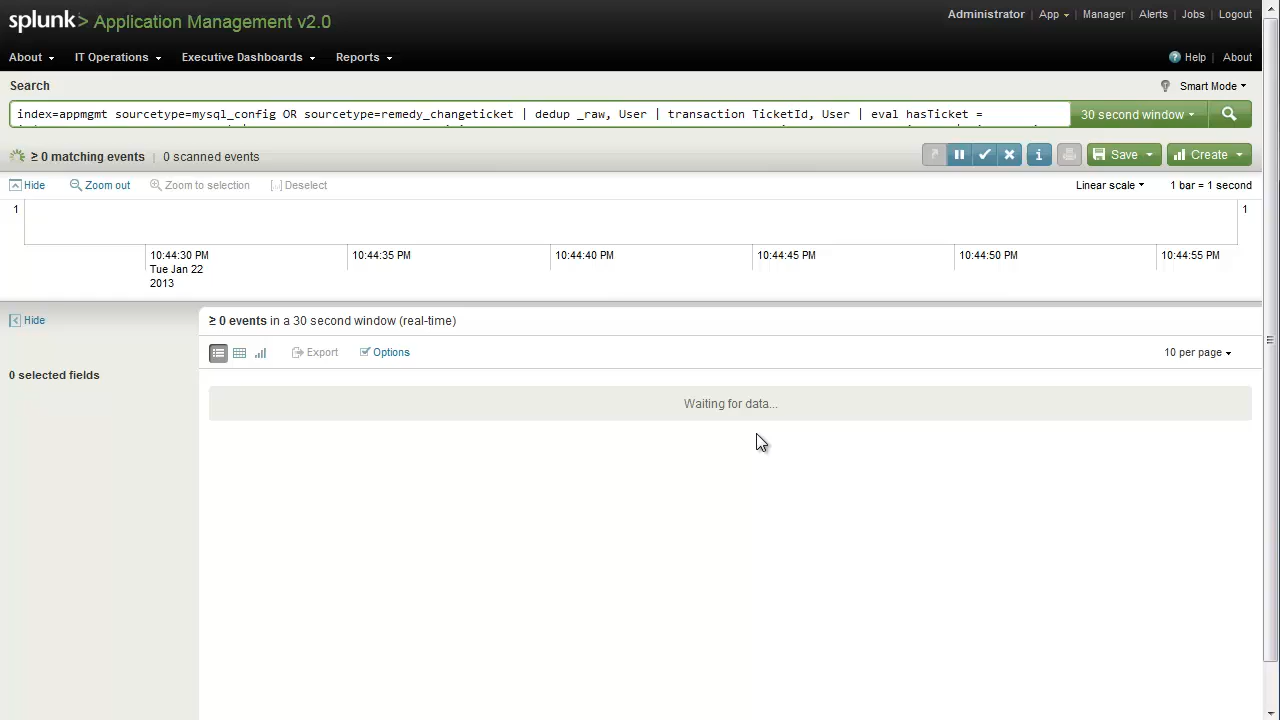 splunk> Application Management v2.0
Administrator | App | Manager | Alerts | Jobs | Logout
About IT Operations Executive Dashboards Reports
Help | About
Search
Smart Mode
index=appmgmt sourcetype=mysql_config OR sourcetype=remedy_changeticket | dedup _raw, User | transaction TicketId, User | eval hasTicket =
30 second window
≥ 0 matching events | 0 scanned events
Save Create
Hide Zoom out Zoom to selection Deselect
Linear scale 1 bar = 1 second
1 1
10:44:30 PM 10:44:35 PM 10:44:40 PM 10:44:45 PM 10:44:50 PM 10:44:55 PM
Tue Jan 22
2013
Hide
≥ 0 events in a 30 second window (real-time)
Export Options
10 per page
0 selected fields
Waiting for data...